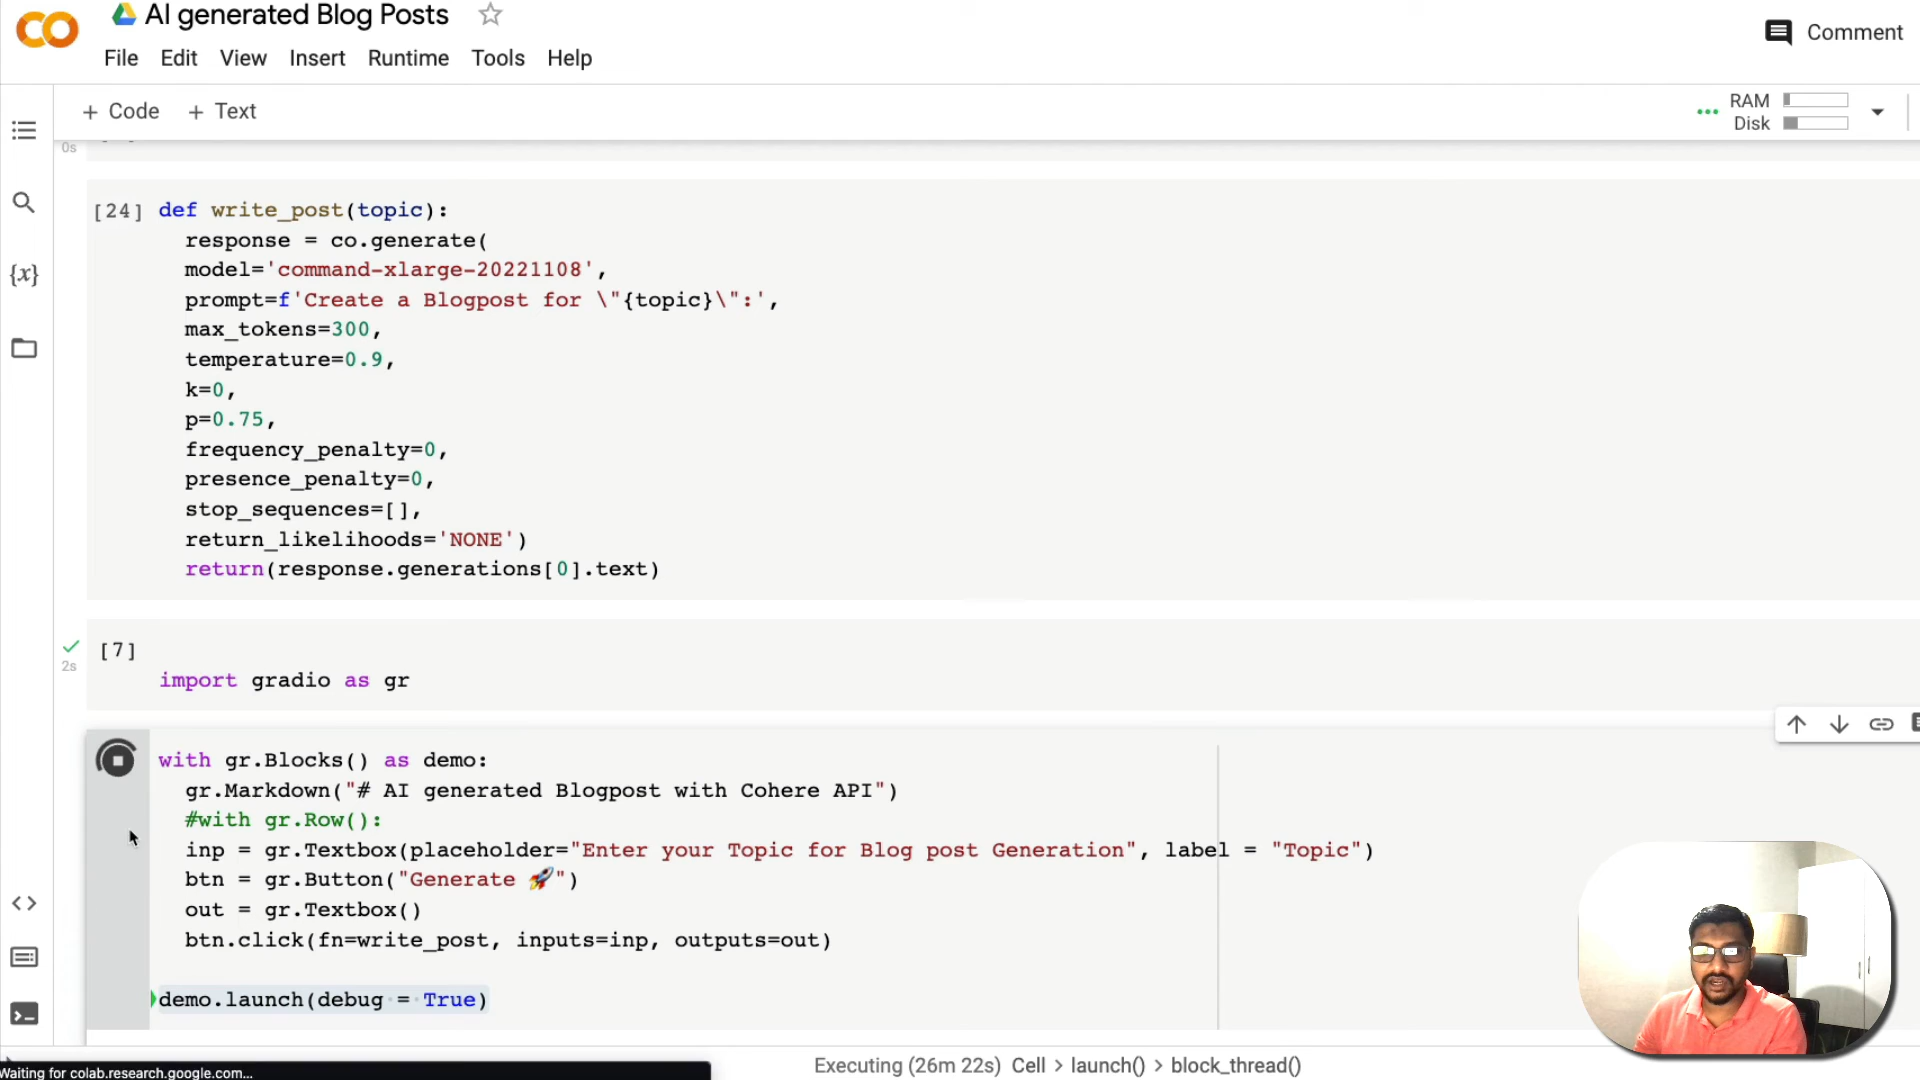 AI generated Blog Posts
Comment
File Edit View Insert Runtime Tools Help
+ Code + Text
RAM
Disk
0s
[24] def write_post(topic):
response = co.generate(
model='command-xlarge-20221108',
prompt=f'Create a Blogpost for \"{topic}\":',
max_tokens=300,
temperature=0.9,
k=0,
p=0.75,
frequency_penalty=0,
presence_penalty=0,
stop_sequences=[],
return_likelihoods='NONE')
return(response.generations[0].text)
[7]
2s
import gradio as gr
with gr.Blocks() as demo:
gr.Markdown("# AI generated Blogpost with Cohere API")
#with gr.Row():
inp = gr.Textbox(placeholder="Enter your Topic for Blog post Generation", label = "Topic")
btn = gr.Button("Generate 🚀")
out = gr.Textbox()
btn.click(fn=write_post, inputs=inp, outputs=out)
demo.launch(debug = True)
Executing (26m 22s) Cell > launch() > block_thread()
Waiting for colab.research.google.com...